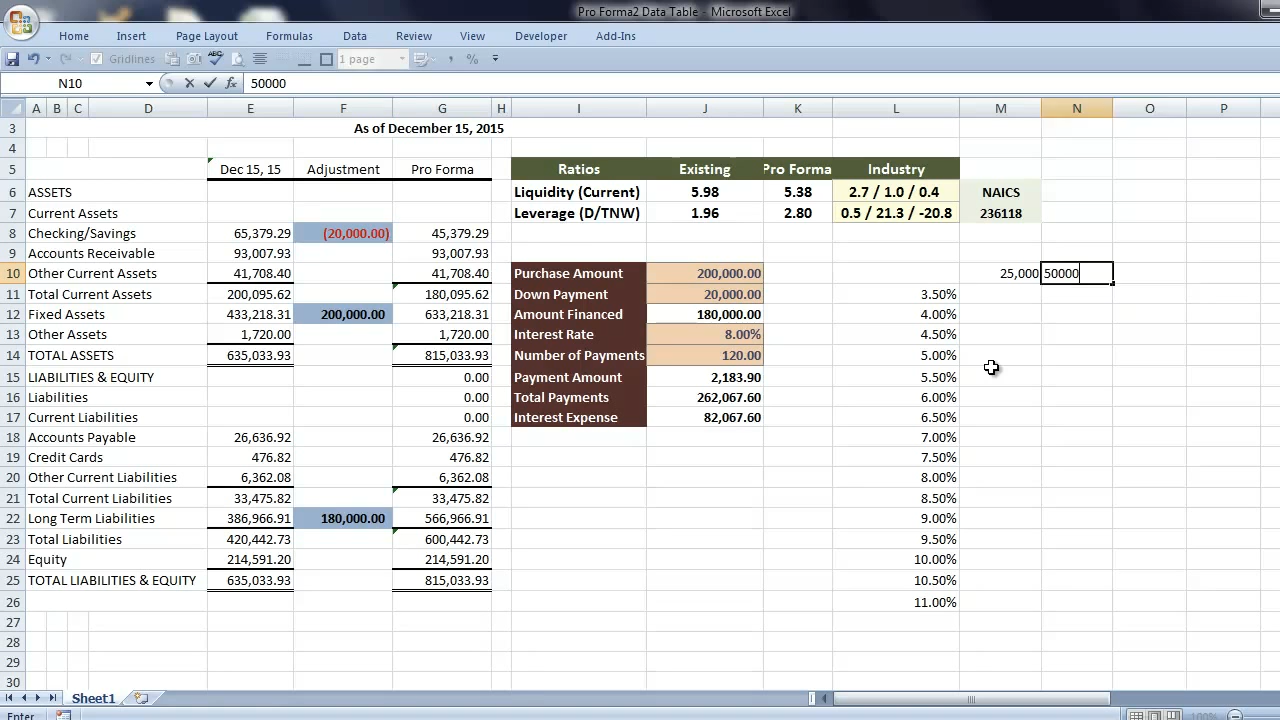 Pro Forma2 Data Table - Microsoft Excel
Home Insert Page Layout Formulas Data Review View Developer Add-Ins
Gridlines ABC 1 page , %
N10 fx 50000
A B C D E F G H I J K L M N O P
3 As of December 15, 2015
4
5 Dec 15, 15 Adjustment Pro Forma Ratios Existing Pro Forma Industry
6 ASSETS Liquidity (Current) 5.98 5.38 2.7 / 1.0 / 0.4 NAICS
7 Current Assets Leverage (D/TNW) 1.96 2.80 0.5 / 21.3 / -20.8 236118
8 Checking/Savings 65,379.29 (20,000.00) 45,379.29
9 Accounts Receivable 93,007.93 93,007.93
10 Other Current Assets 41,708.40 41,708.40 Purchase Amount 200,000.00 25,000 50000
11 Total Current Assets 200,095.62 180,095.62 Down Payment 20,000.00 3.50%
12 Fixed Assets 433,218.31 200,000.00 633,218.31 Amount Financed 180,000.00 4.00%
13 Other Assets 1,720.00 1,720.00 Interest Rate 8.00% 4.50%
14 TOTAL ASSETS 635,033.93 815,033.93 Number of Payments 120.00 5.00%
15 LIABILITIES & EQUITY 0.00 Payment Amount 2,183.90 5.50%
16 Liabilities 0.00 Total Payments 262,067.60 6.00%
17 Current Liabilities 0.00 Interest Expense 82,067.60 6.50%
18 Accounts Payable 26,636.92 26,636.92 7.00%
19 Credit Cards 476.82 476.82 7.50%
20 Other Current Liabilities 6,362.08 6,362.08 8.00%
21 Total Current Liabilities 33,475.82 33,475.82 8.50%
22 Long Term Liabilities 386,966.91 180,000.00 566,966.91 9.00%
23 Total Liabilities 420,442.73 600,442.73 9.50%
24 Equity 214,591.20 214,591.20 10.00%
25 TOTAL LIABILITIES & EQUITY 635,033.93 815,033.93 10.50%
26 11.00%
27
28
29
30
Sheet1
Enter 100%